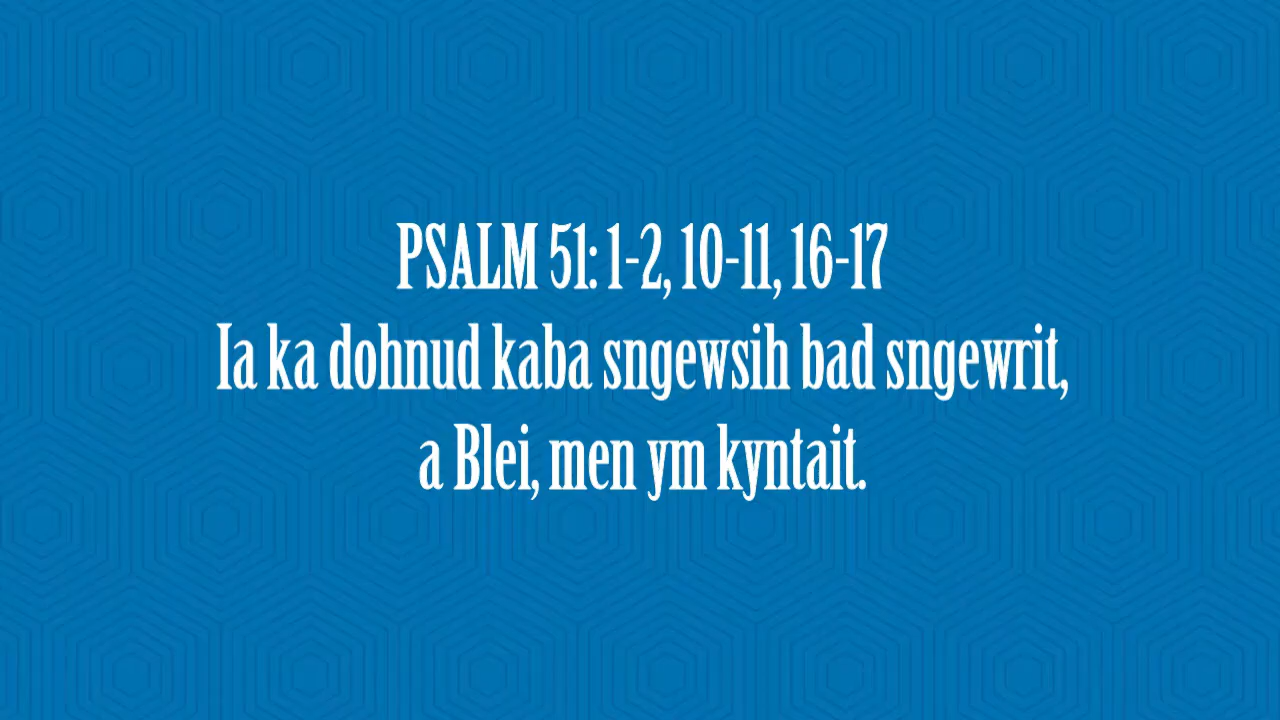 PSALM 51: 1-2, 10-11, 16-17
Ia ka dohnud kaba sngewsih bad sngewrit,
a Blei, men ym kyntait.